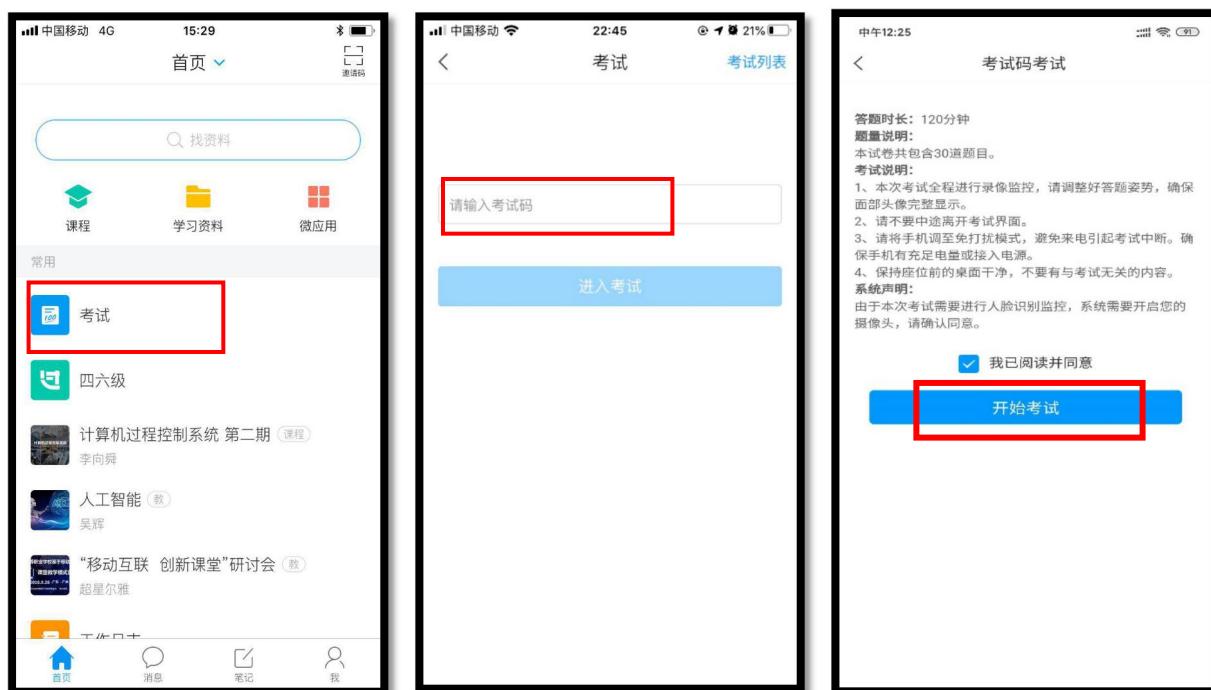 中国移动 4G 15:29
首页
邀请码
找资料
课程 学习资料 微应用
常用
100
考试
四六级
计算机过程控制系统 第二期 课程
李向舜
人工智能 教
吴辉
“移动互联 创新课堂”研讨会 教
超星尔雅
工作日志
首页 消息 笔记 我
中国移动 22:45 21%
考试 考试列表
请输入考试码
进入考试
中午12:25 91
考试码考试
答题时长：120分钟
题量说明：
本试卷共包含30道题目。
考试说明：
1、本次考试全程进行录像监控，请调整好答题姿势，确保
面部头像完整显示。
2、请不要中途离开考试界面。
3、请将手机调至免打扰模式，避免来电引起考试中断。确
保手机有充足电量或接入电源。
4、保持座位前的桌面干净，不要有与考试无关的内容。
系统声明：
由于本次考试需要进行人脸识别监控，系统需要开启您的
摄像头，请确认同意。
我已阅读并同意
开始考试